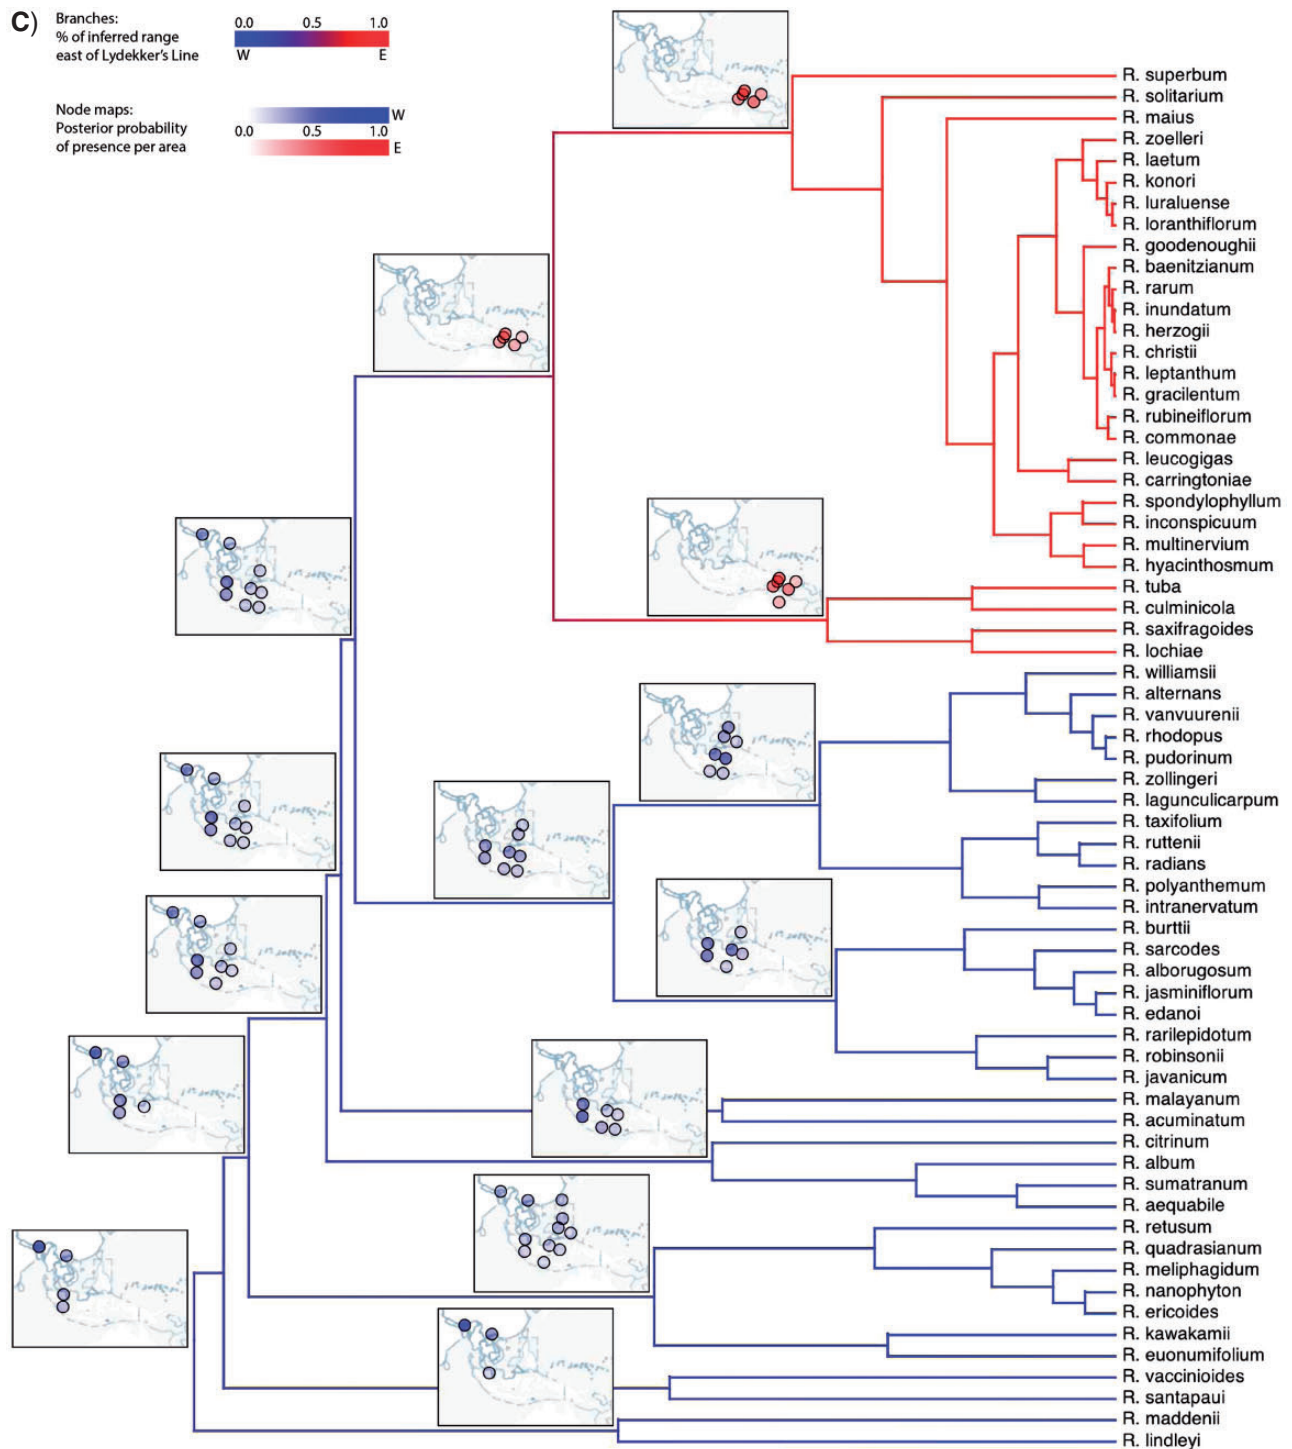 C)
Branches:
% of inferred range
east of Lydekker's Line
0.0 0.5 1.0
W E
Node maps:
Posterior probability
of presence per area
W
0.0 0.5 1.0
E
R. superbum
R. solitarium
R. maius
R. zoelleri
R. laetum
R. konori
R. luraluense
R. loranthiflorum
R. goodenoughii
R. baenitzianum
R. rarum
R. inundatum
R. herzogii
R. christii
R. leptanthum
R. gracilentum
R. rubineiflorum
R. commonae
R. leucogigas
R. carringtoniae
R. spondylophyllum
R. inconspicuum
R. multinervium
R. hyacinthosmum
R. tuba
R. culminicola
R. saxifragoides
R. lochiae
R. williamsii
R. alternans
R. vanvuurenii
R. rhodopus
R. pudorinum
R. zollingeri
R. lagunculicarpum
R. taxifolium
R. ruttenii
R. radians
R. polyanthemum
R. intranervatum
R. burttii
R. sarcodes
R. alborugosum
R. jasminiflorum
R. edanoi
R. rarilepidotum
R. robinsonii
R. javanicum
R. malayanum
R. acuminatum
R. citrinum
R. album
R. sumatranum
R. aequabile
R. retusum
R. quadrasianum
R. meliphagidum
R. nanophyton
R. ericoides
R. kawakamii
R. euonumifolium
R. vaccinioides
R. santapaui
R. maddenii
R. lindleyi